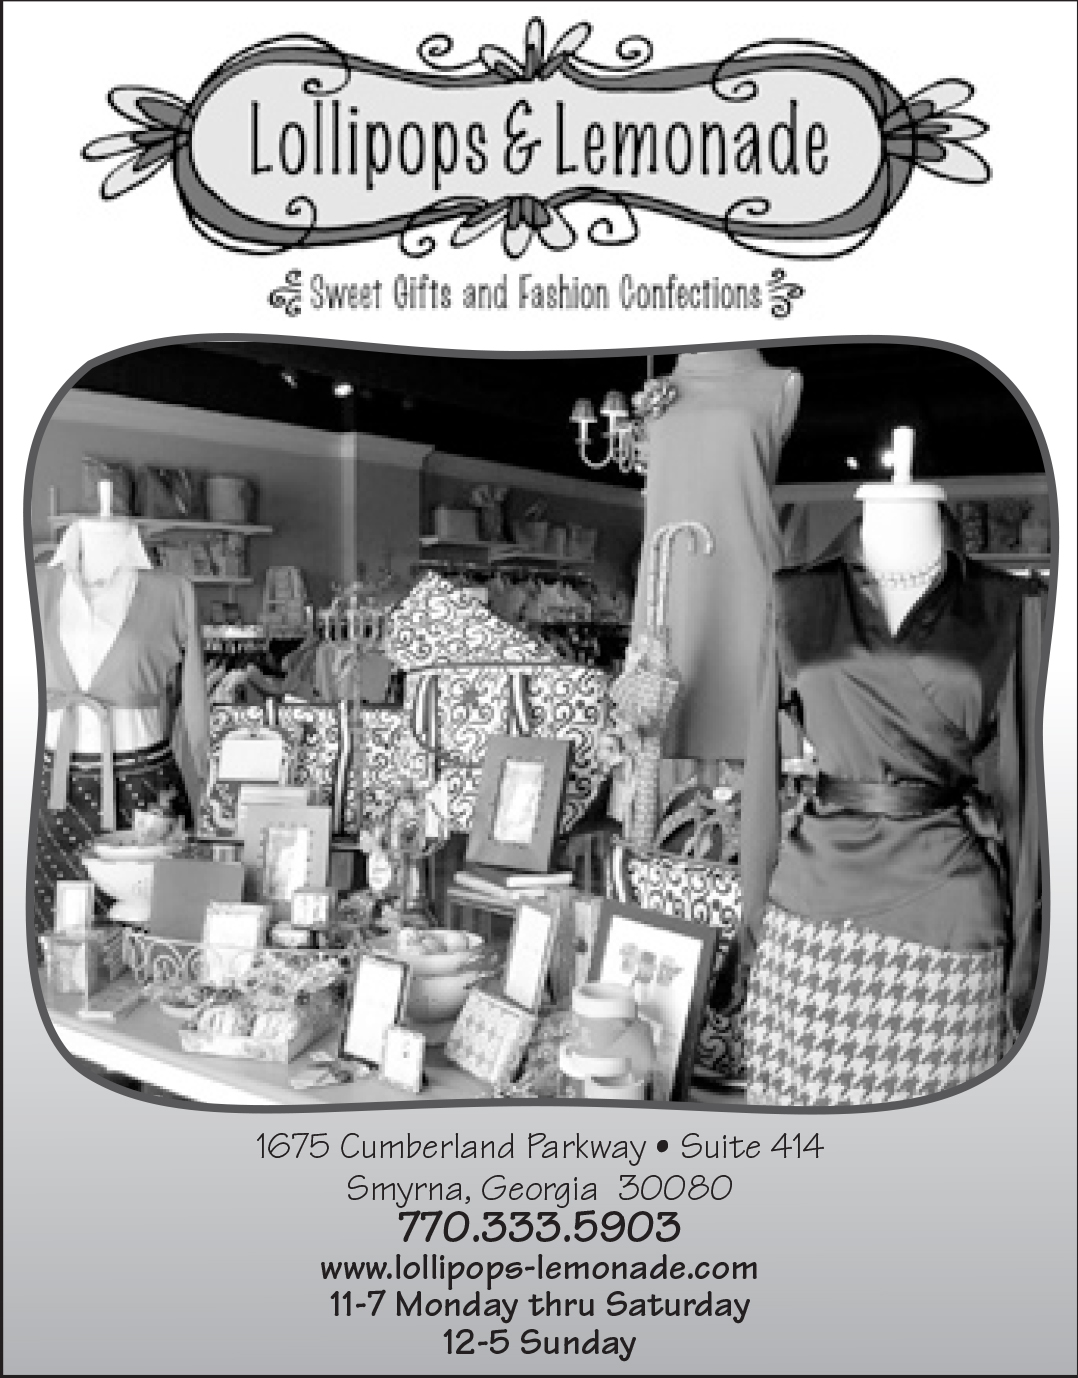 Lollipops & Lemonade
Sweet Gifts and Fashion Confections
1675 Cumberland Parkway • Suite 414
Smyrna, Georgia 30080
770.333.5903
www.lollipops-lemonade.com
11-7 Monday thru Saturday
12-5 Sunday